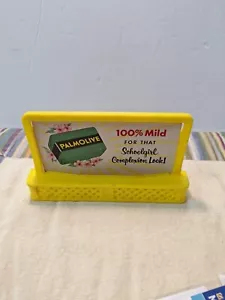 PALMOLIVE
100% Mild
FOR THAT
Schoolgirl
Complexion Look!